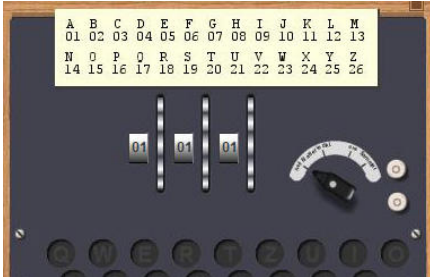 A B C D E F G H I J K L M
01 02 03 04 05 06 07 08 09 10 11 12 13
N O P Q R S T U V W X Y Z
14 15 16 17 18 19 20 21 22 23 24 25 26
01 01 01
Q W E R T Z U I O